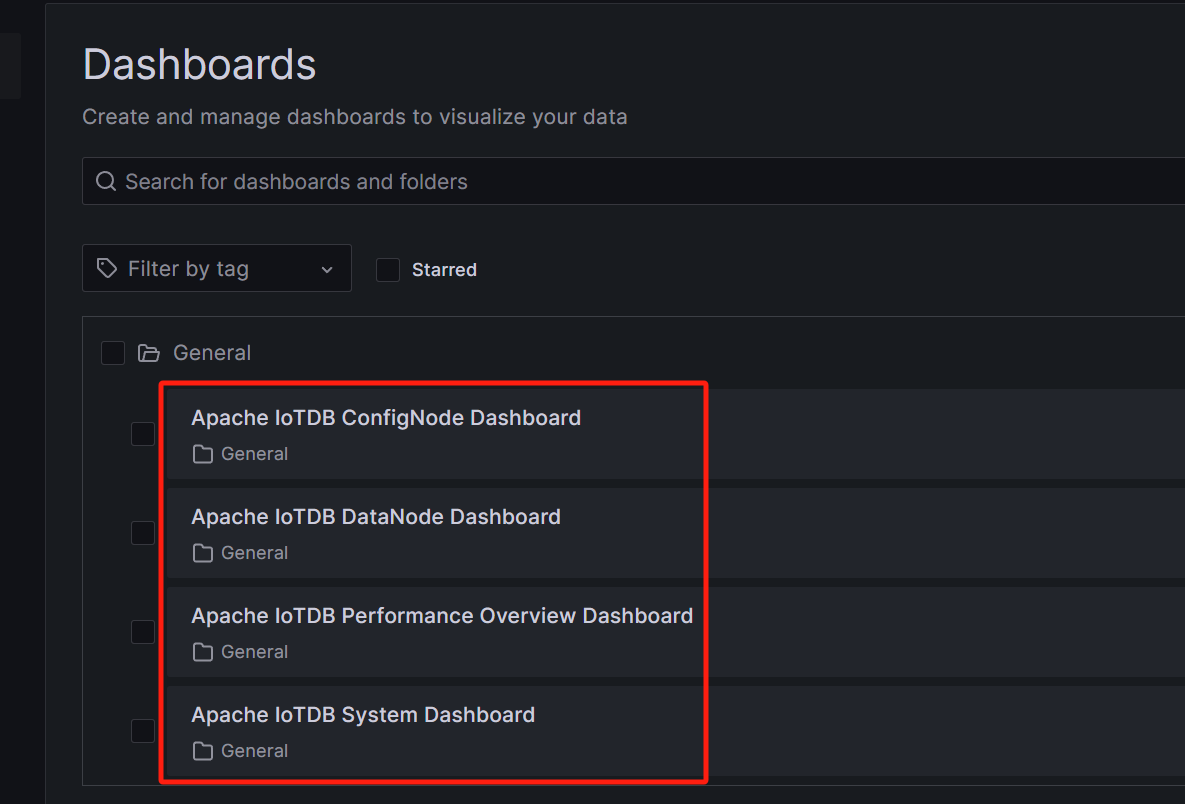 Dashboards
Create and manage dashboards to visualize your data
Search for dashboards and folders
Filter by tag
Starred
General
Apache IoTDB ConfigNode Dashboard
General
Apache IoTDB DataNode Dashboard
General
Apache IoTDB Performance Overview Dashboard
General
Apache IoTDB System Dashboard
General